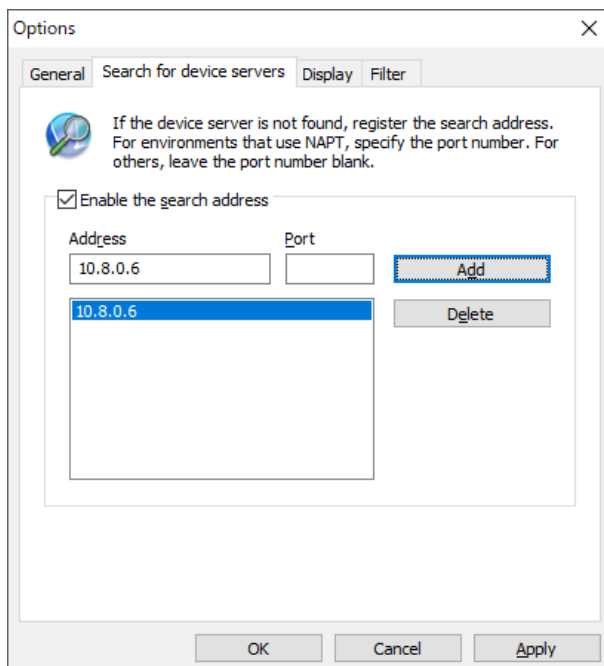 Options
General Search for device servers Display Filter
If the device server is not found, register the search address.
For environments that use NAPT, specify the port number. For
others, leave the port number blank.
Enable the search address
Address Port
10.8.0.6 Add
10.8.0.6 Delete
OK Cancel Apply